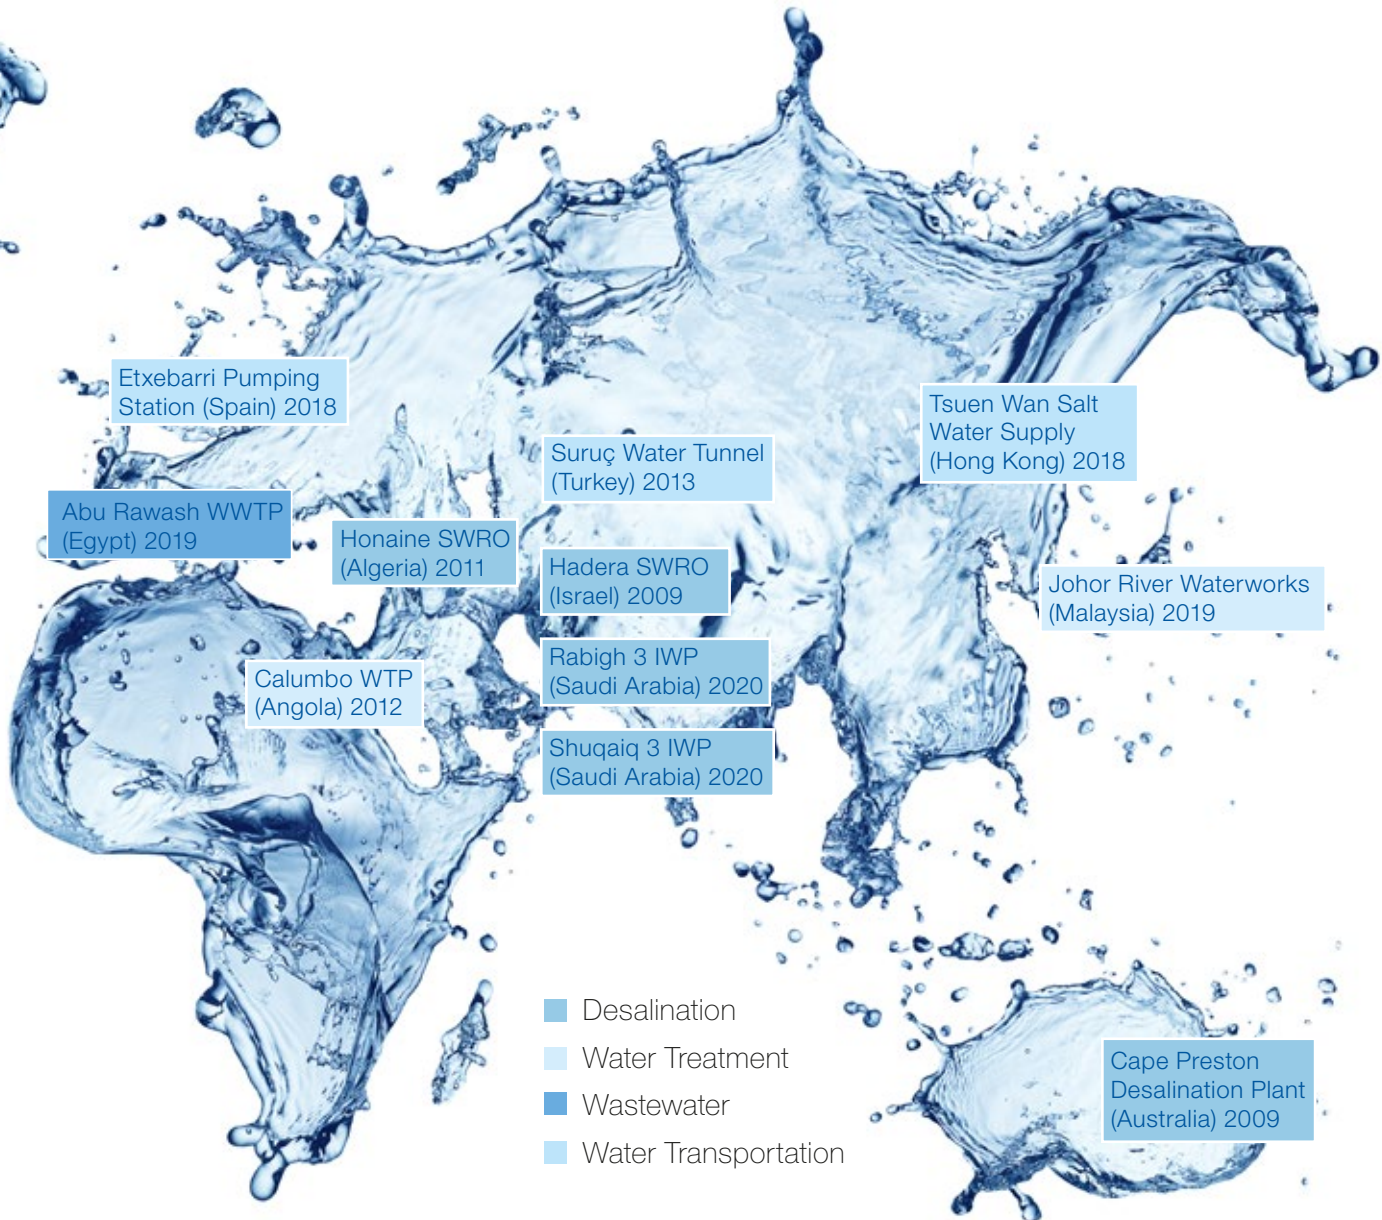 Etxebarri Pumping
Station (Spain) 2018
Tsuen Wan Salt
Water Supply
(Hong Kong) 2018
Suruç Water Tunnel
(Turkey) 2013
Abu Rawash WWTP
(Egypt) 2019
Honaine SWRO
(Algeria) 2011
Hadera SWRO
(Israel) 2009
Johor River Waterworks
(Malaysia) 2019
Rabigh 3 IWP
(Saudi Arabia) 2020
Calumbo WTP
(Angola) 2012
Shuqaiq 3 IWP
(Saudi Arabia) 2020
Desalination
Water Treatment
Wastewater
Water Transportation
Cape Preston
Desalination Plant
(Australia) 2009